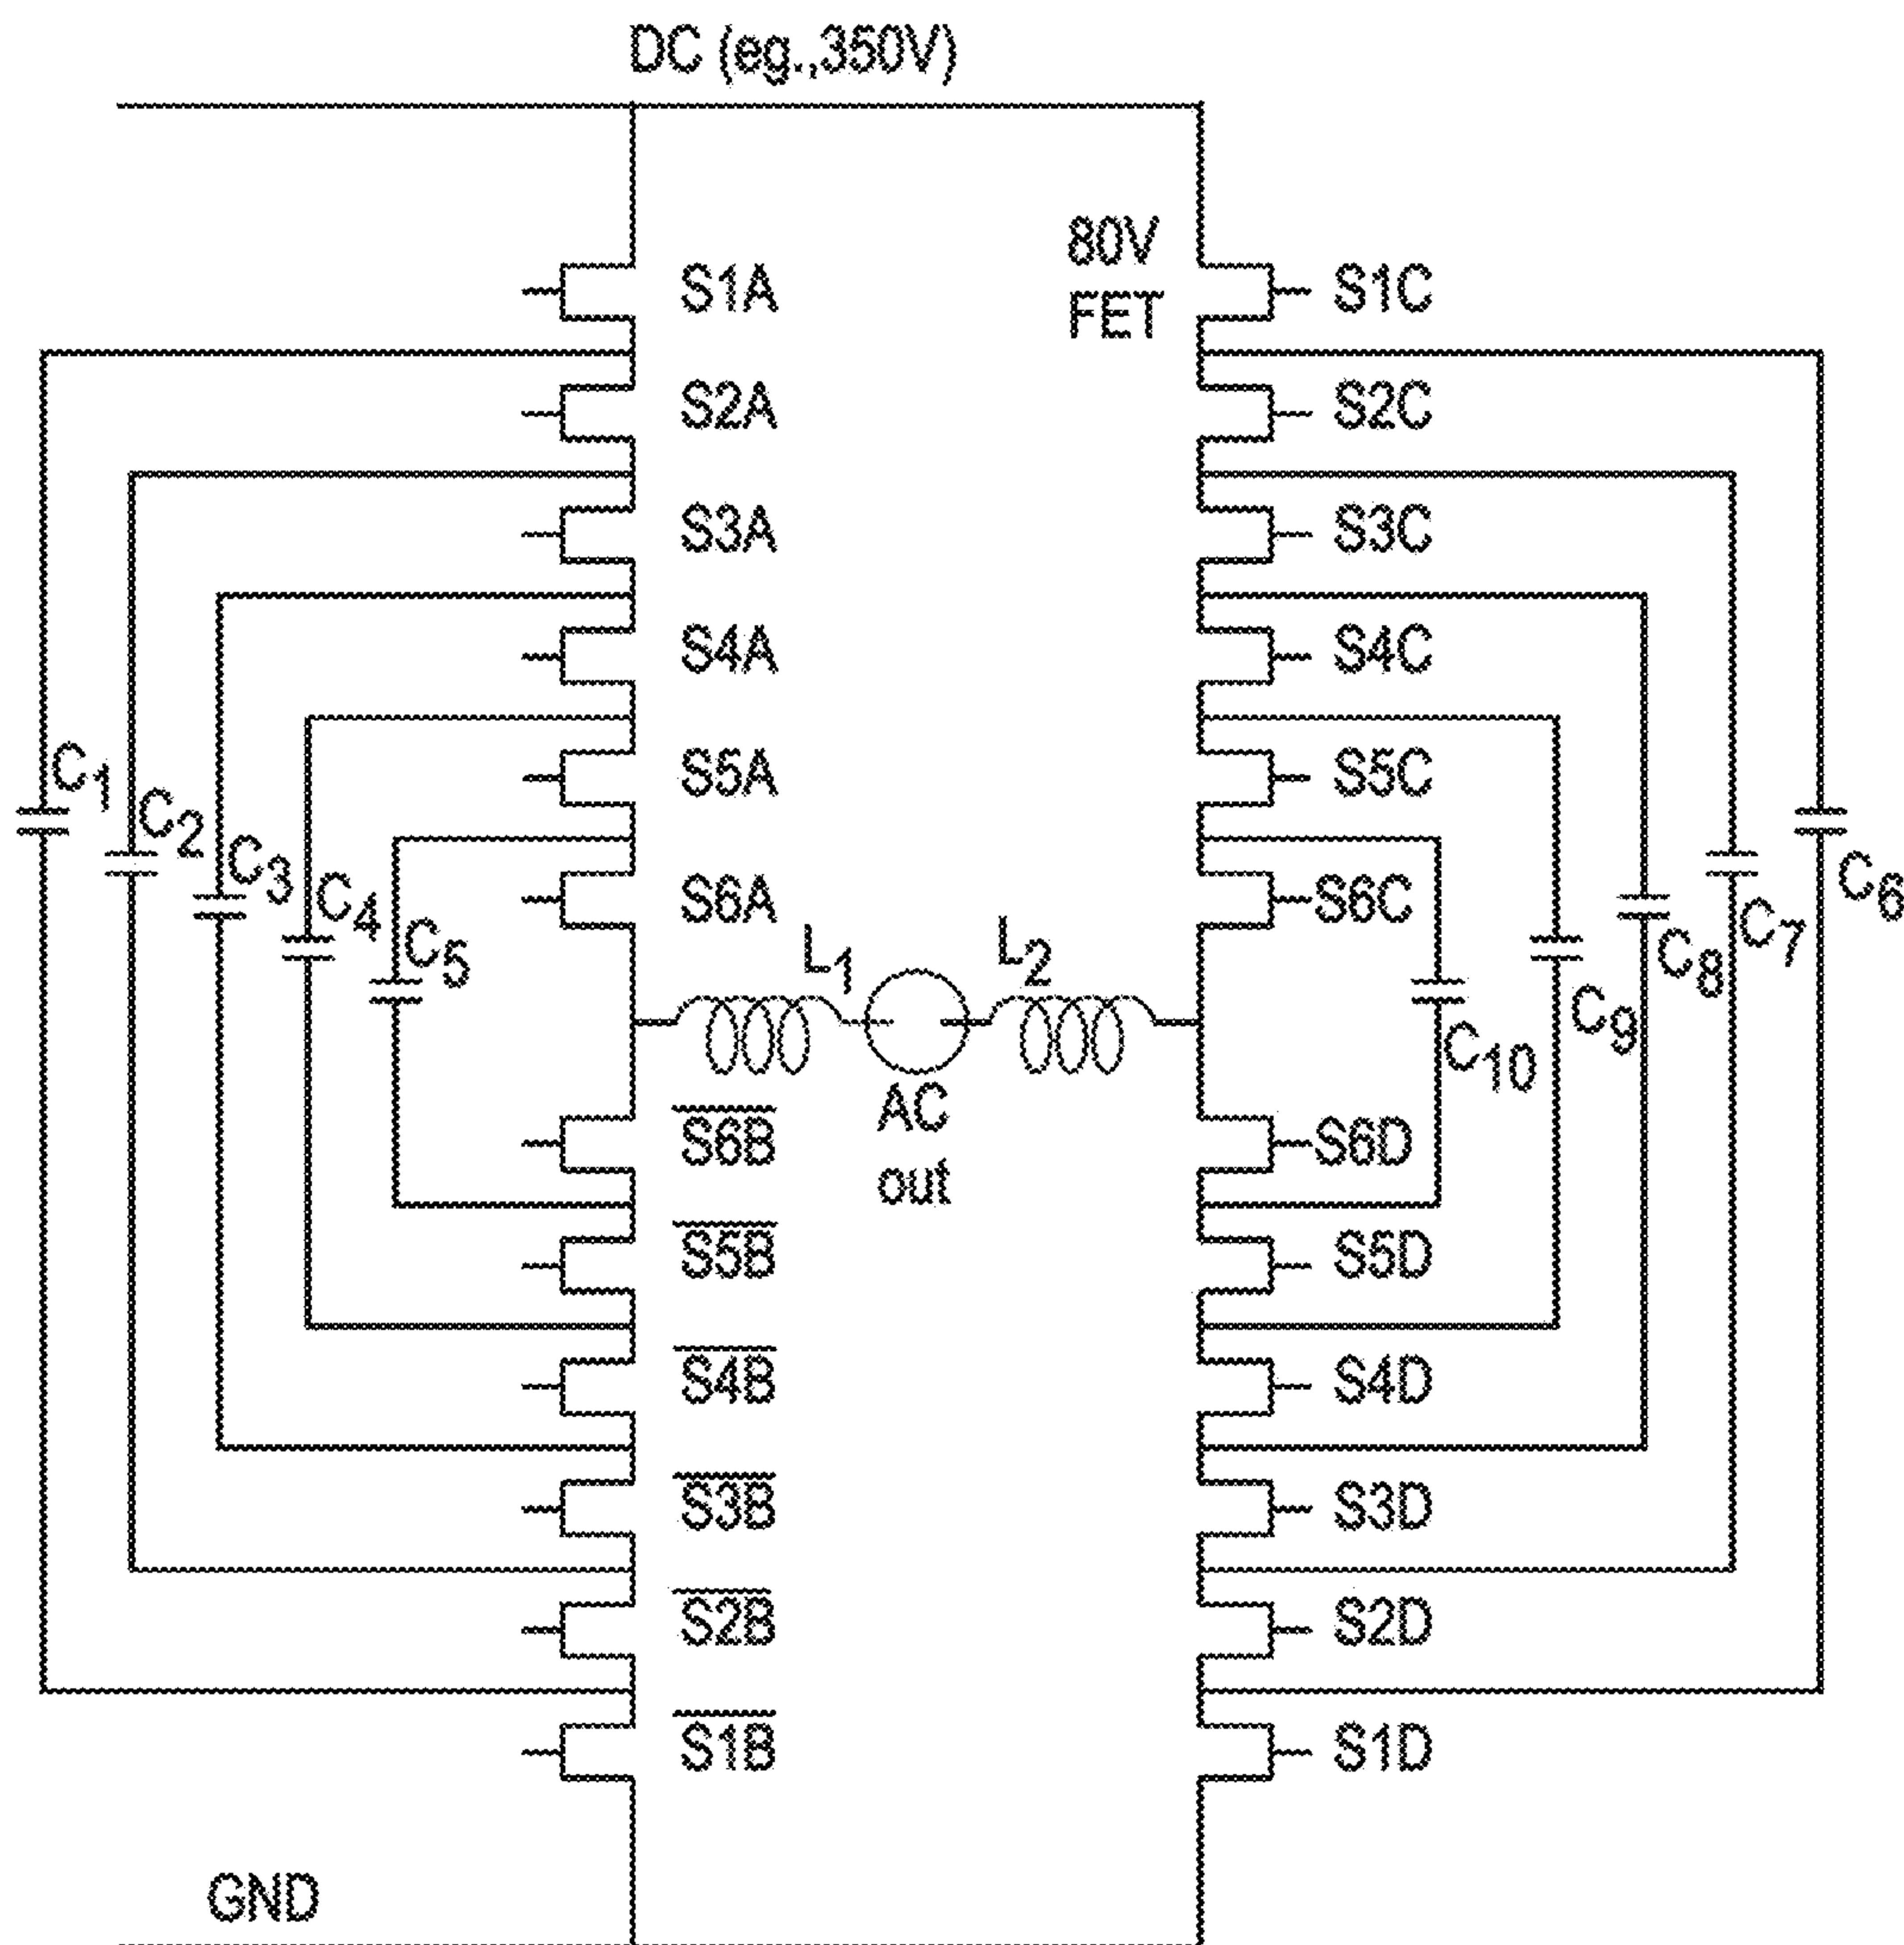 DC (eg.,350V)
80V
FET
S1A
S1C
S2A
S2C
S3A
S3C
S4A
S4C
S5A
S5C
C1
C2
C3
C4
C5
S6A
S6C
L1
L2
C6
C7
C8
C9
C10
AC
out
S6B
S6D
S5B
S5D
S4B
S4D
S3B
S3D
S2B
S2D
S1B
S1D
GND